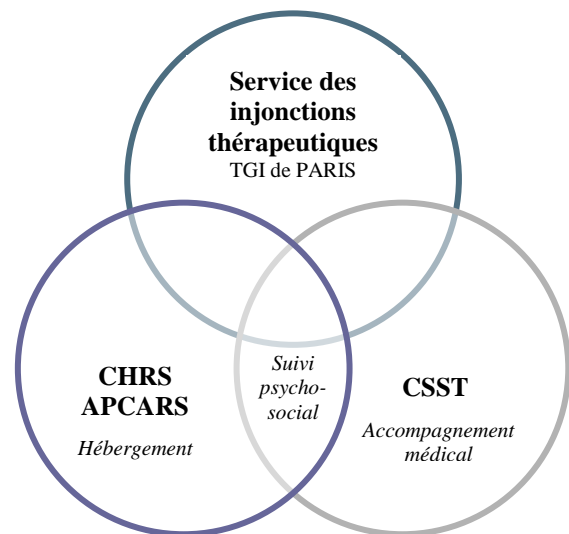 Service des
injonctions
thérapeutiques
TGI de PARIS
CHRS
APCARS
Hébergement
Suivi
psycho-
social
CSST
Accompagnement
médical